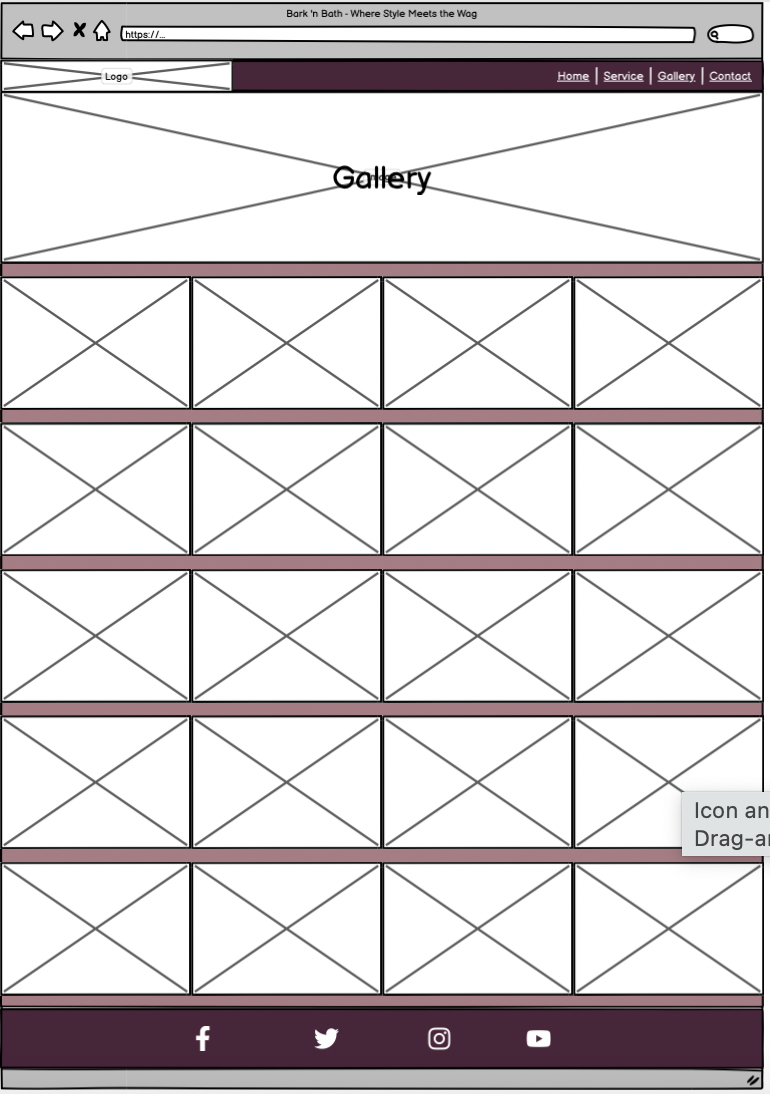 Bark 'n Bath - Where Style Meets the Wag
https://...
Logo
Home | Service | Gallery | Contact
Gallery
Icon an
Drag-a